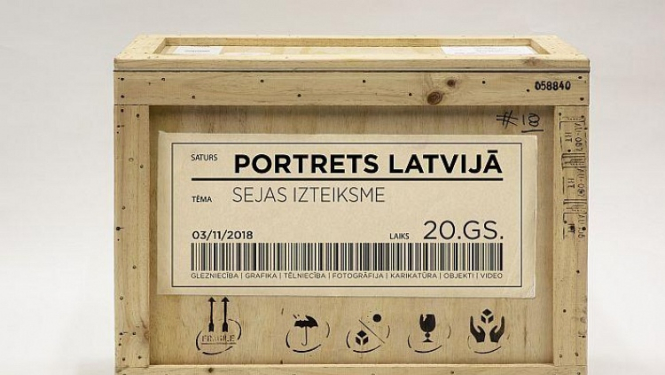 058840
#180
SATURS PORTRETS LATVIJĀ
TĒMA SEJAS IZTEIKSME
03/11/2018 LAIKS 20.GS.
GLEZNIECĪBA | GRAFIKA | TĒLNIECĪBA | FOTOGRĀFIJA | KARIKATŪRA | OBJEKTI | VIDEO
FRAGILE